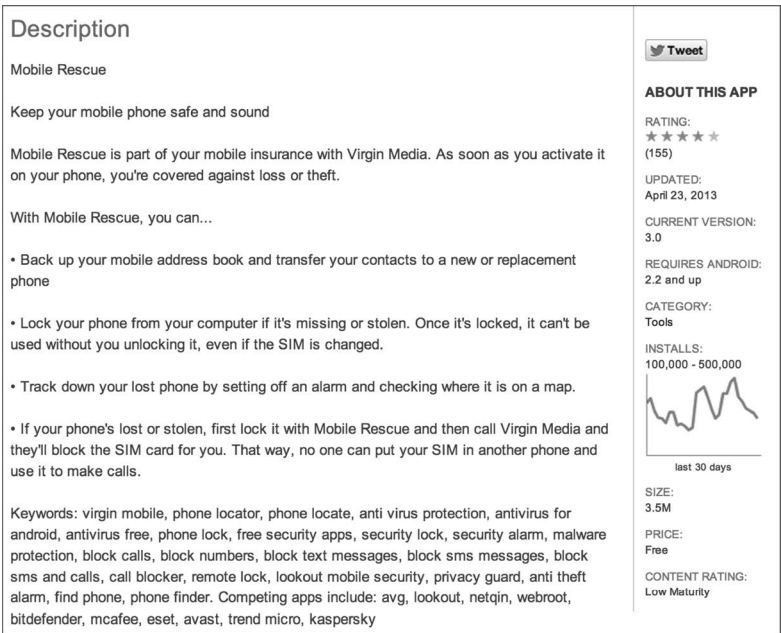 Description
Mobile Rescue
Keep your mobile phone safe and sound
Mobile Rescue is part of your mobile insurance with Virgin Media. As soon as you activate it
on your phone, you're covered against loss or theft.
With Mobile Rescue, you can...
• Back up your mobile address book and transfer your contacts to a new or replacement
phone
• Lock your phone from your computer if it's missing or stolen. Once it's locked, it can't be
used without you unlocking it, even if the SIM is changed.
• Track down your lost phone by setting off an alarm and checking where it is on a map.
• If your phone's lost or stolen, first lock it with Mobile Rescue and then call Virgin Media and
they'll block the SIM card for you. That way, no one can put your SIM in another phone and
use it to make calls.
Keywords: virgin mobile, phone locator, phone locate, anti virus protection, antivirus for
android, antivirus free, phone lock, free security apps, security lock, security alarm, malware
protection, block calls, block numbers, block text messages, block sms messages, block
sms and calls, call blocker, remote lock, lookout mobile security, privacy guard, anti theft
alarm, find phone, phone finder. Competing apps include: avg, lookout, netqin, webroot,
bitdefender, mcafee, eset, avast, trend micro, kaspersky
Tweet
ABOUT THIS APP
RATING:
(155)
UPDATED:
April 23, 2013
CURRENT VERSION:
3.0
REQUIRES ANDROID:
2.2 and up
CATEGORY:
Tools
INSTALLS:
100,000 - 500,000
last 30 days
SIZE:
3.5M
PRICE:
Free
CONTENT RATING:
Low Maturity